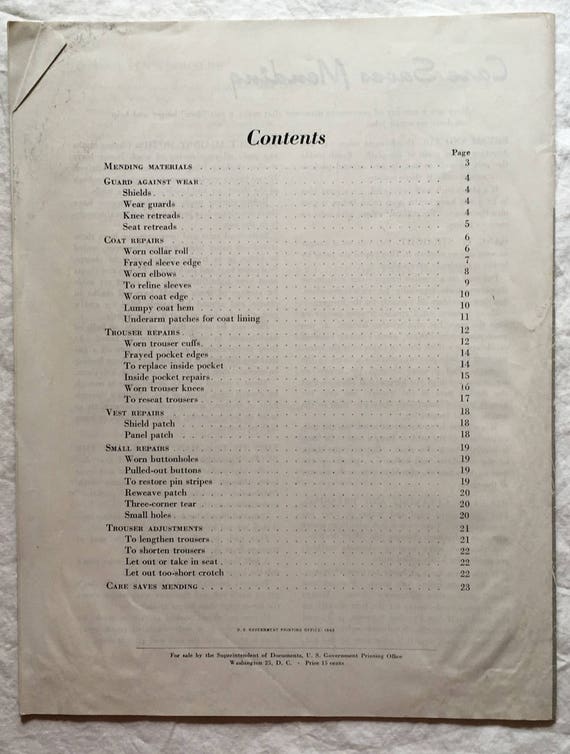 Care Saves Mending
Contents
Page
MENDING MATERIALS 3
GUARD AGAINST WEAR 4
Shields 4
Wear guards 4
Knee retreads 4
Seat retreads 5
COAT REPAIRS 6
Worn collar roll 6
Frayed sleeve edge 7
Worn elbows 8
To reline sleeves 9
Worn coat edge 10
Lumpy coat hem 10
Underarm patches for coat lining 11
TROUSER REPAIRS 12
Worn trouser cuffs 12
Frayed pocket edges 14
To replace inside pocket 14
Inside pocket repairs 15
Worn trouser knees 16
To reseat trousers 17
VEST REPAIRS 18
Shield patch 18
Panel patch 18
SMALL REPAIRS 19
Worn buttonholes 19
Pulled-out buttons 19
To restore pin stripes 19
Reweave patch 20
Three-corner tear 20
Small holes 20
TROUSER ADJUSTMENTS 21
To lengthen trousers 21
To shorten trousers 22
Let out or take in seat 22
Let out too-short crotch 22
CARE SAVES MENDING 23
U. S. GOVERNMENT PRINTING OFFICE:
For sale by the Superintendent of Documents, U. S. Government Printing Office
Washington 25, D. C. - Price 15 cents